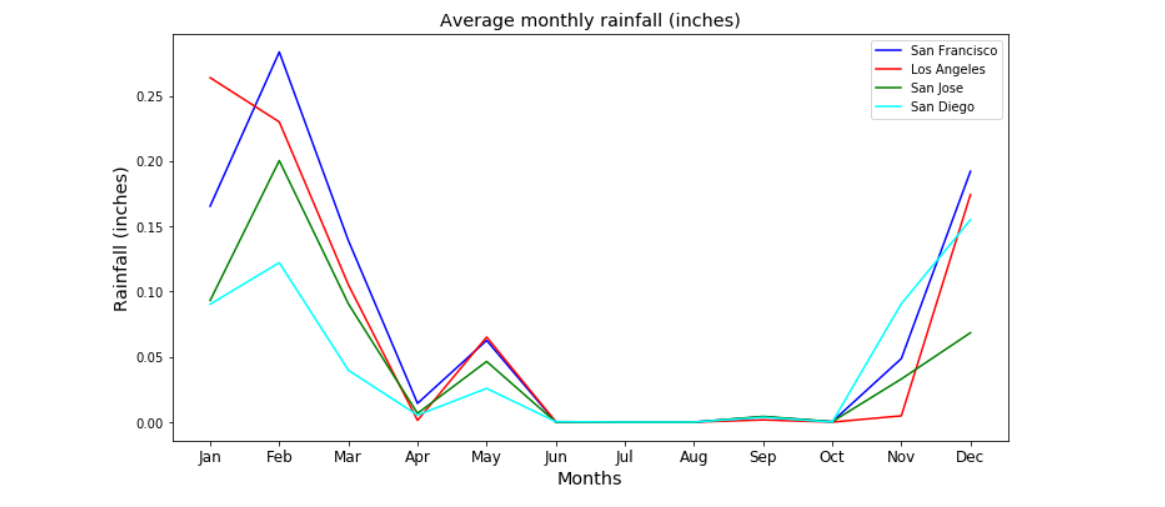 Average monthly rainfall (inches)
San Francisco
Los Angeles
San Jose
San Diego
Rainfall (inches)
0.25
0.20
0.15
0.10
0.05
0.00
Jan Feb Mar Apr May Jun Jul Aug Sep Oct Nov Dec
Months